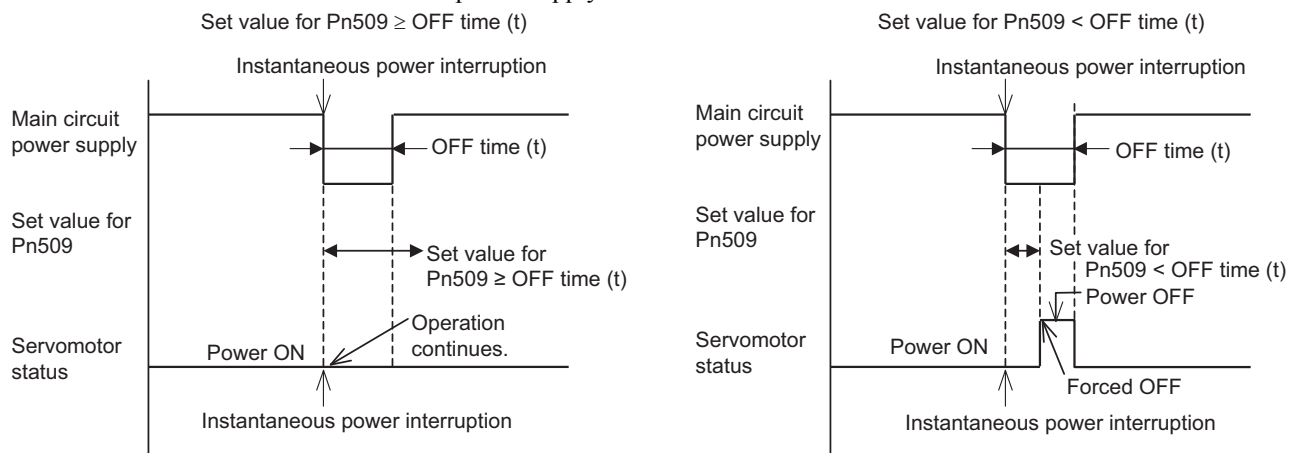 Set value for Pn509 ≥ OFF time (t)
Instantaneous power interruption
Main circuit
power supply
OFF time (t)
Set value for
Pn509
Set value for
Pn509 ≥ OFF time (t)
Operation
continues.
Servomotor
status
Power ON
Instantaneous power interruption
Set value for Pn509 < OFF time (t)
Instantaneous power interruption
Main circuit
power supply
OFF time (t)
Set value for
Pn509
Set value for
Pn509 < OFF time (t)
Power OFF
Servomotor
status
Power ON
Forced OFF
Instantaneous power interruption